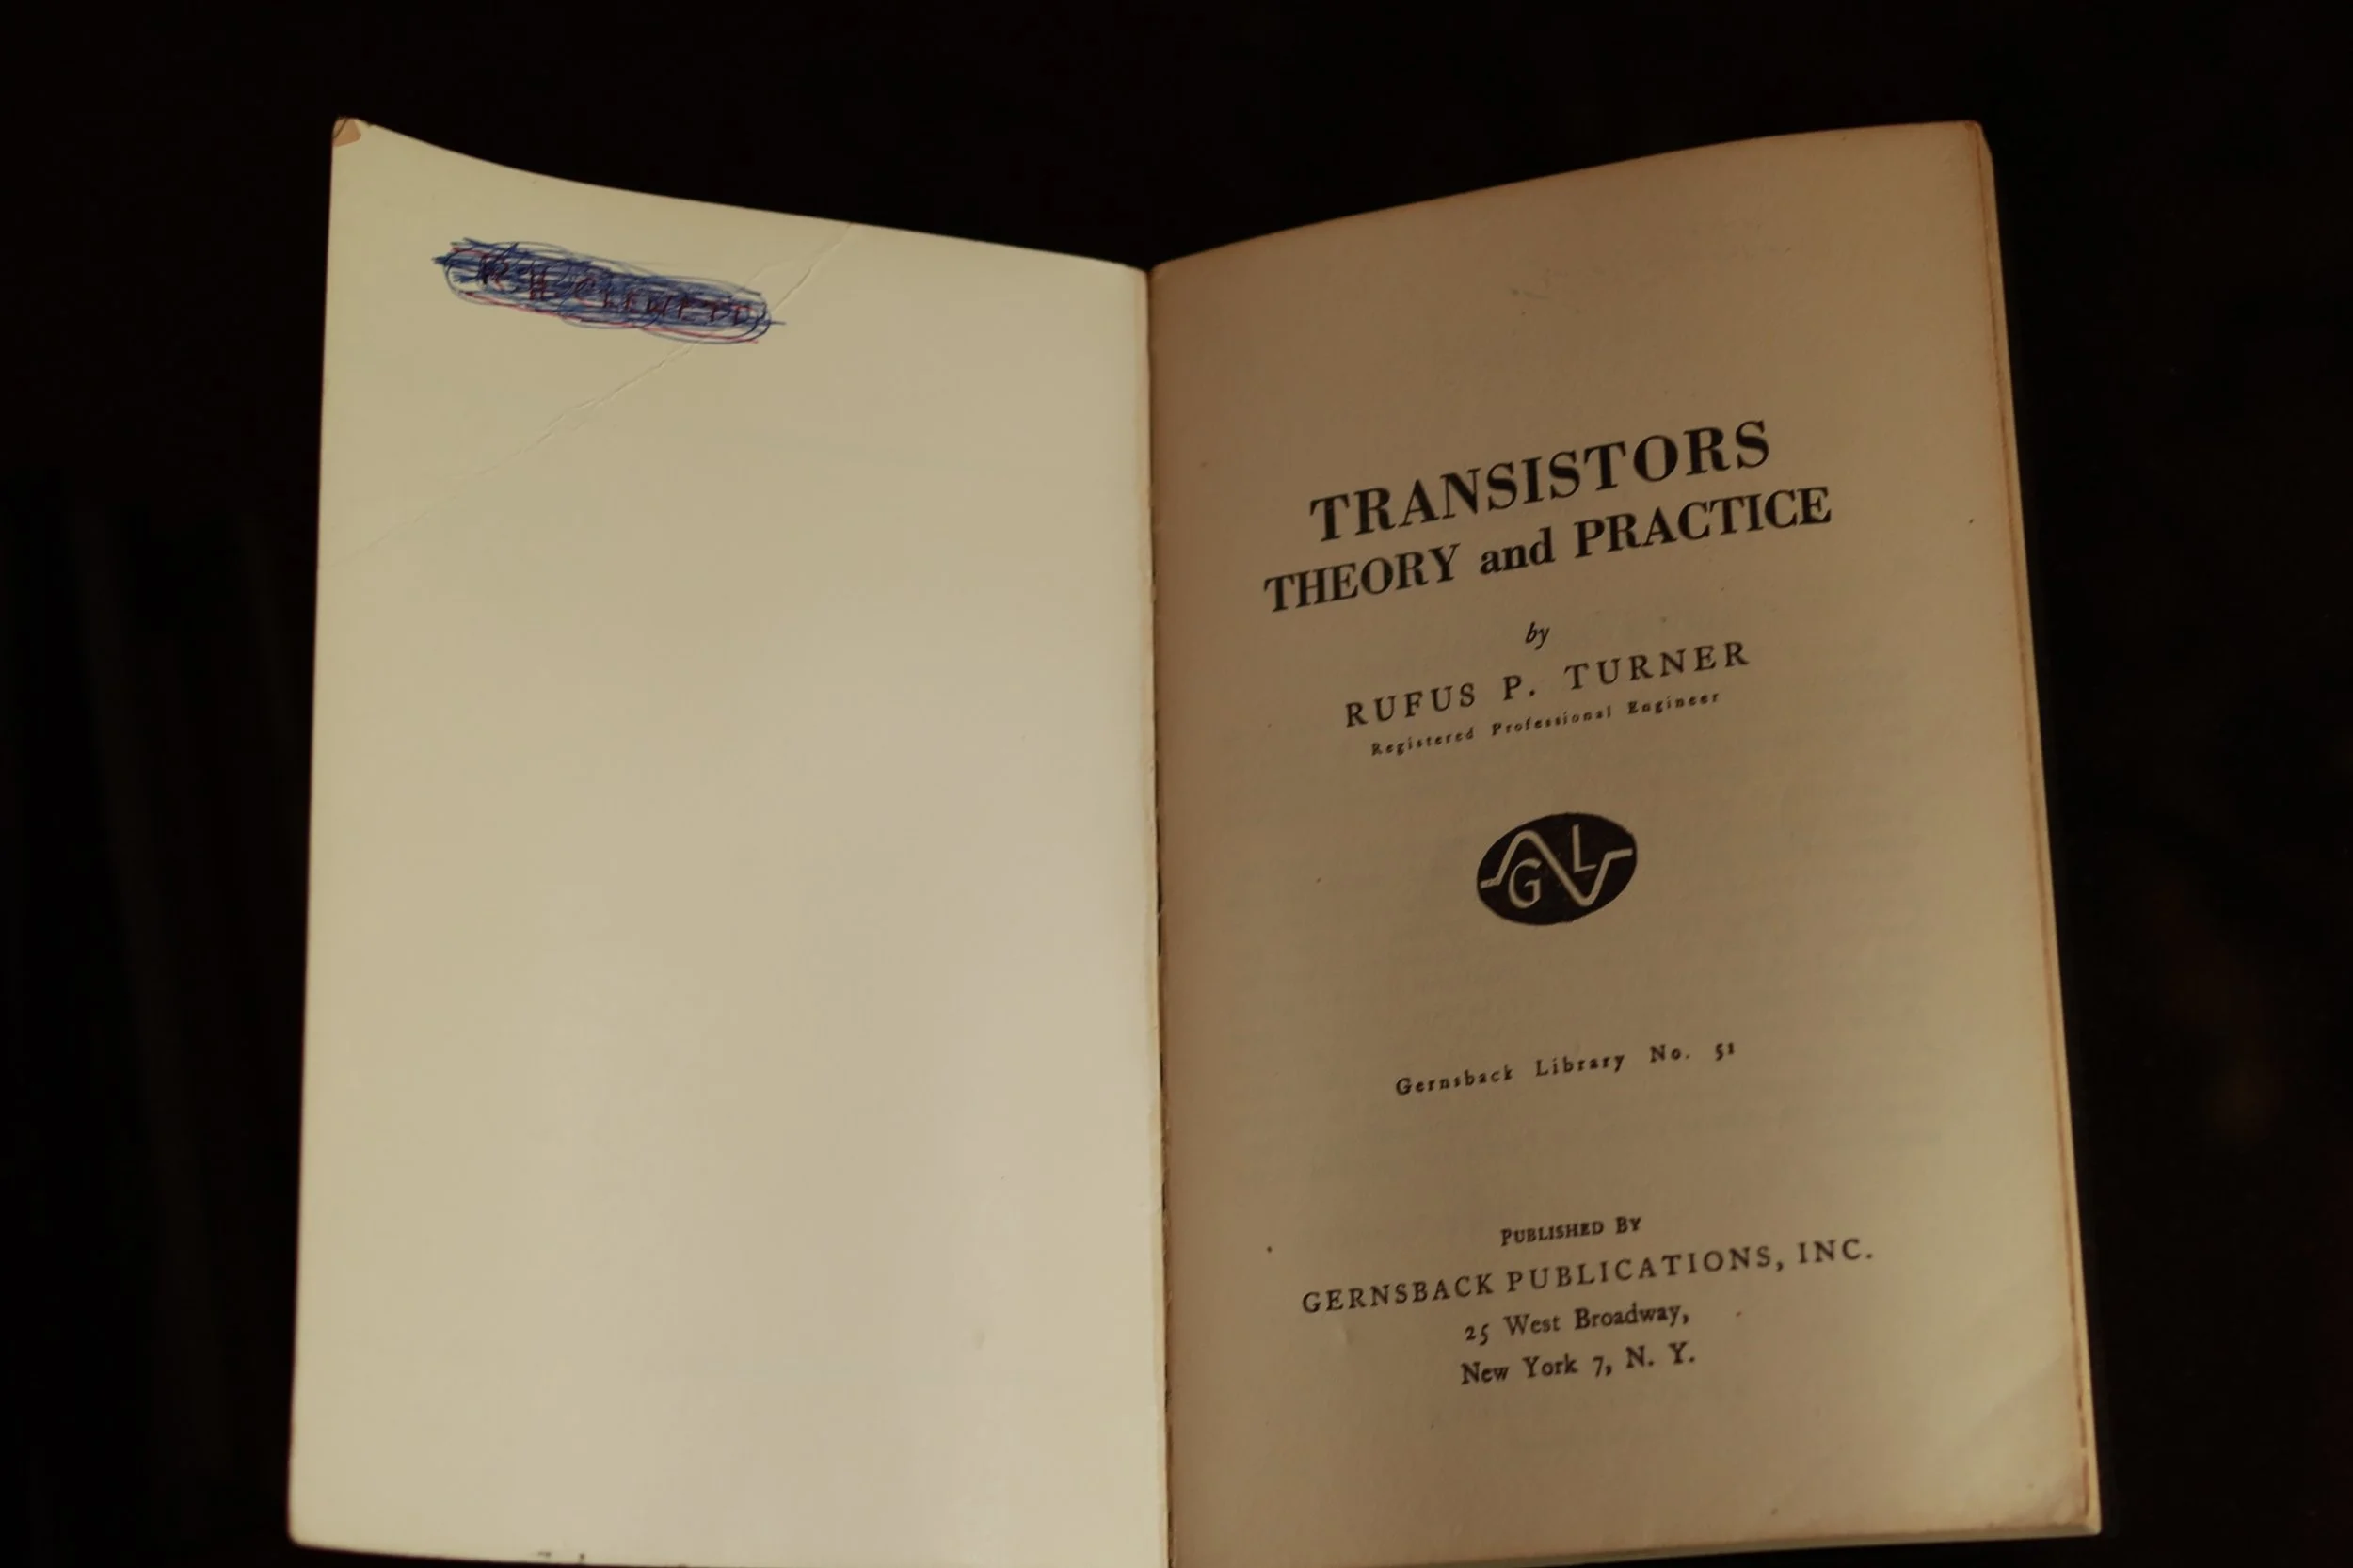 R H
TRANSISTORS
THEORY and PRACTICE
by
RUFUS P. TURNER
Registered Professional Engineer
GL
Gernsback Library No. 51
PUBLISHED BY
GERNSBACK PUBLICATIONS, INC.
25 West Broadway,
New York 7, N. Y.